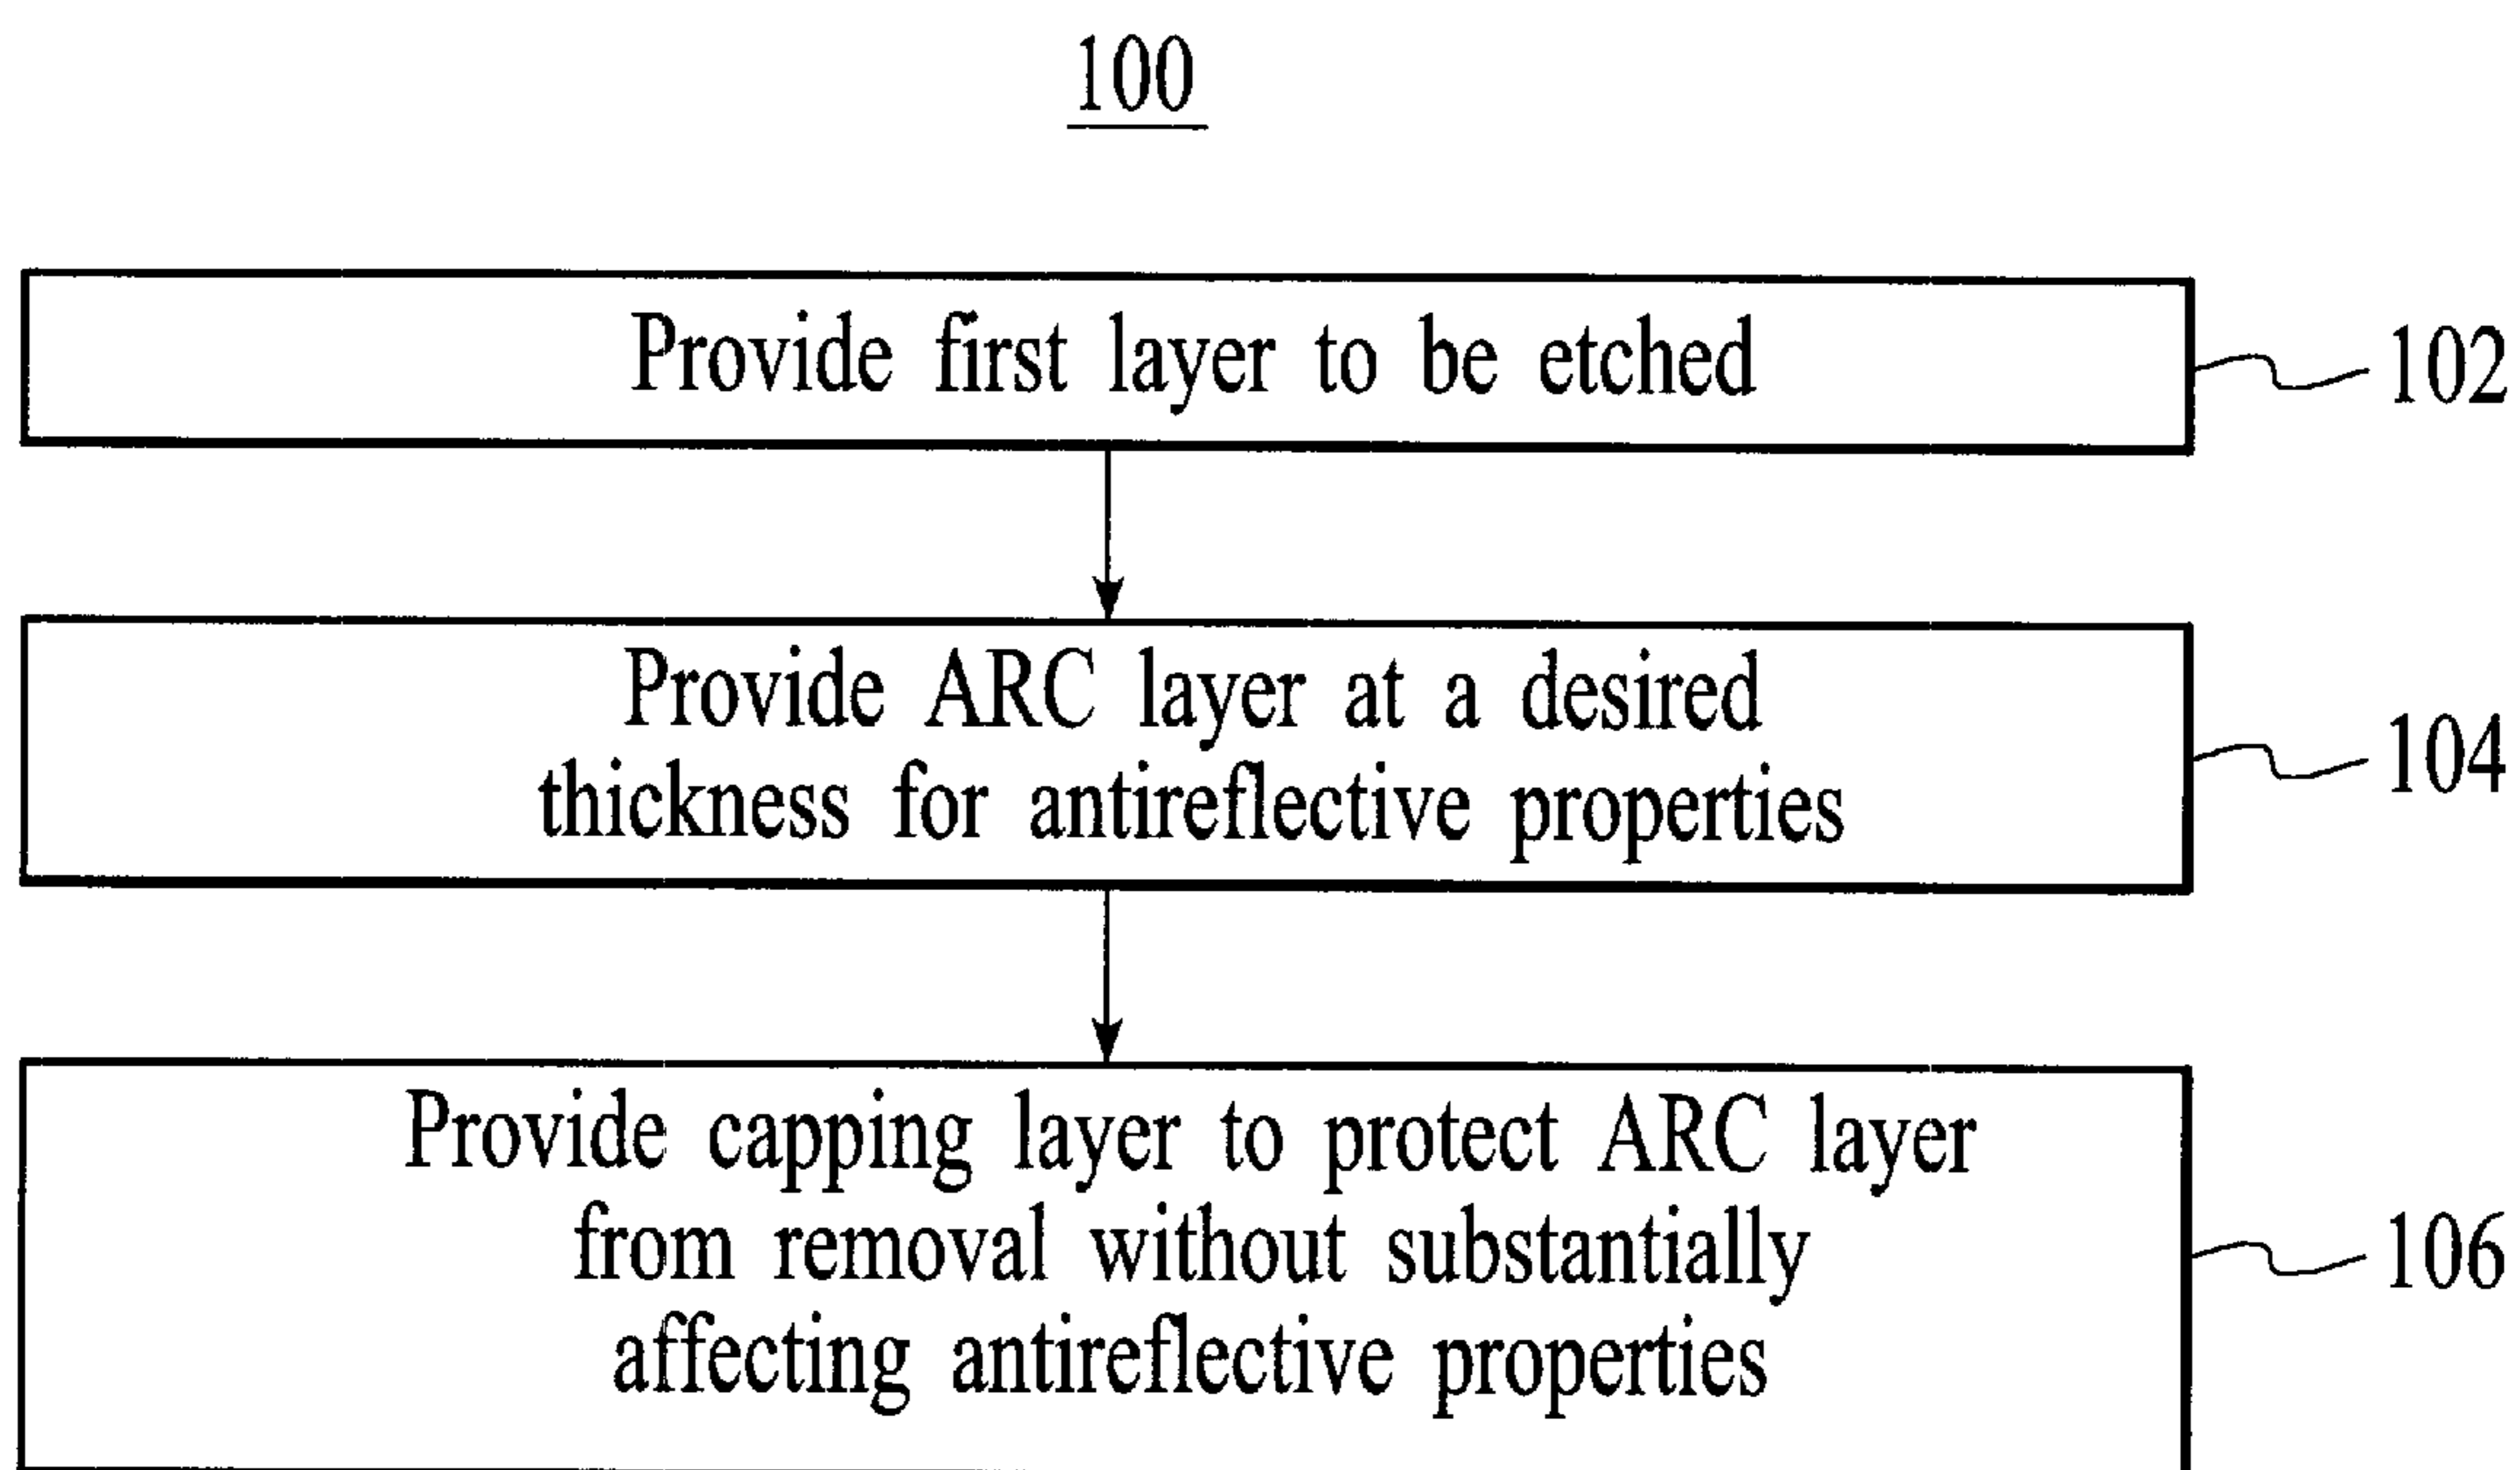 100
Provide first layer to be etched
102
Provide ARC layer at a desired
thickness for antireflective properties
104
Provide capping layer to protect ARC layer
from removal without substantially
affecting antireflective properties
106